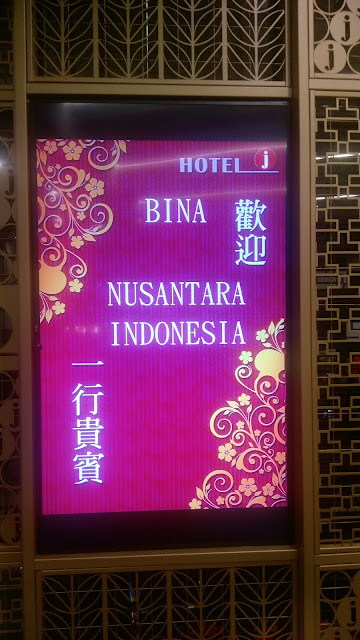 HOTEL j
歡迎
BINA
NUSANTARA
INDONESIA
一行貴賓